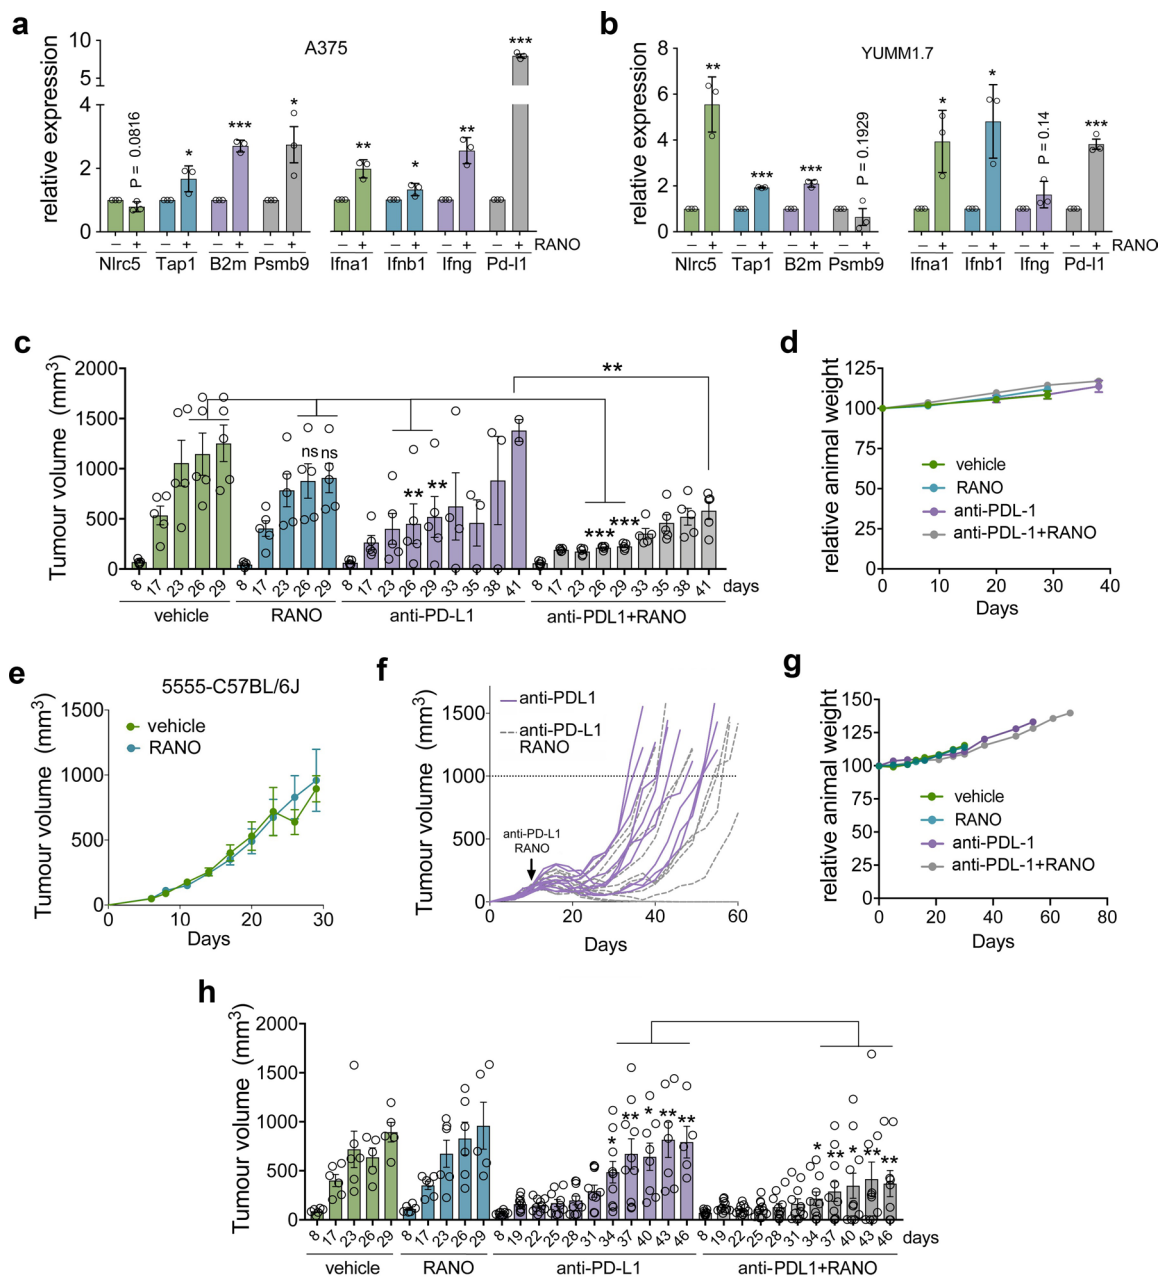 a
A375
relative expression
10
5
4
2
0
P = 0.0816
*
***
*
**
*
**
***
– + – + – + – + – + – + – + – + RANO
Nlrc5 Tap1 B2m Psmb9 Ifna1 Ifnb1 Ifng Pd-l1
b
YUMM1.7
relative expression
8
6
4
2
0
**
***
***
P = 0.1929
*
*
P = 0.14
***
– + – + – + – + – + – + – + – + RANO
Nlrc5 Tap1 B2m Psmb9 Ifna1 Ifnb1 Ifng Pd-l1
c
Tumour volume (mm3)
2000
1500
1000
500
0
**
ns ns
** **
*** ***
8 17 23 26 29 8 17 23 26 29 8 17 23 26 29 33 35 38 41 8 17 23 26 29 33 35 38 41 days
vehicle RANO anti-PD-L1 anti-PDL1+RANO
d
relative animal weight
125
100
75
50
25
0
vehicle
RANO
anti-PDL-1
anti-PDL-1+RANO
0 10 20 30 40
Days
e
5555-C57BL/6J
Tumour volume (mm3)
1500
1000
500
0
vehicle
RANO
0 10 20 30
Days
f
Tumour volume (mm3)
1500
1000
500
0
anti-PDL1
anti-PD-L1
RANO
anti-PD-L1
RANO
0 20 40 60
Days
g
relative animal weight
150
125
100
75
50
25
0
vehicle
RANO
anti-PDL-1
anti-PDL-1+RANO
0 20 40 60 80
Days
h
Tumour volume (mm3)
2000
1500
1000
500
0
* ** * ** **
* ** * ** **
8 17 23 26 29 8 17 23 26 29 8 19 22 25 28 31 34 37 40 43 46 8 19 22 25 28 31 34 37 40 43 46 days
vehicle RANO anti-PD-L1 anti-PDL1+RANO